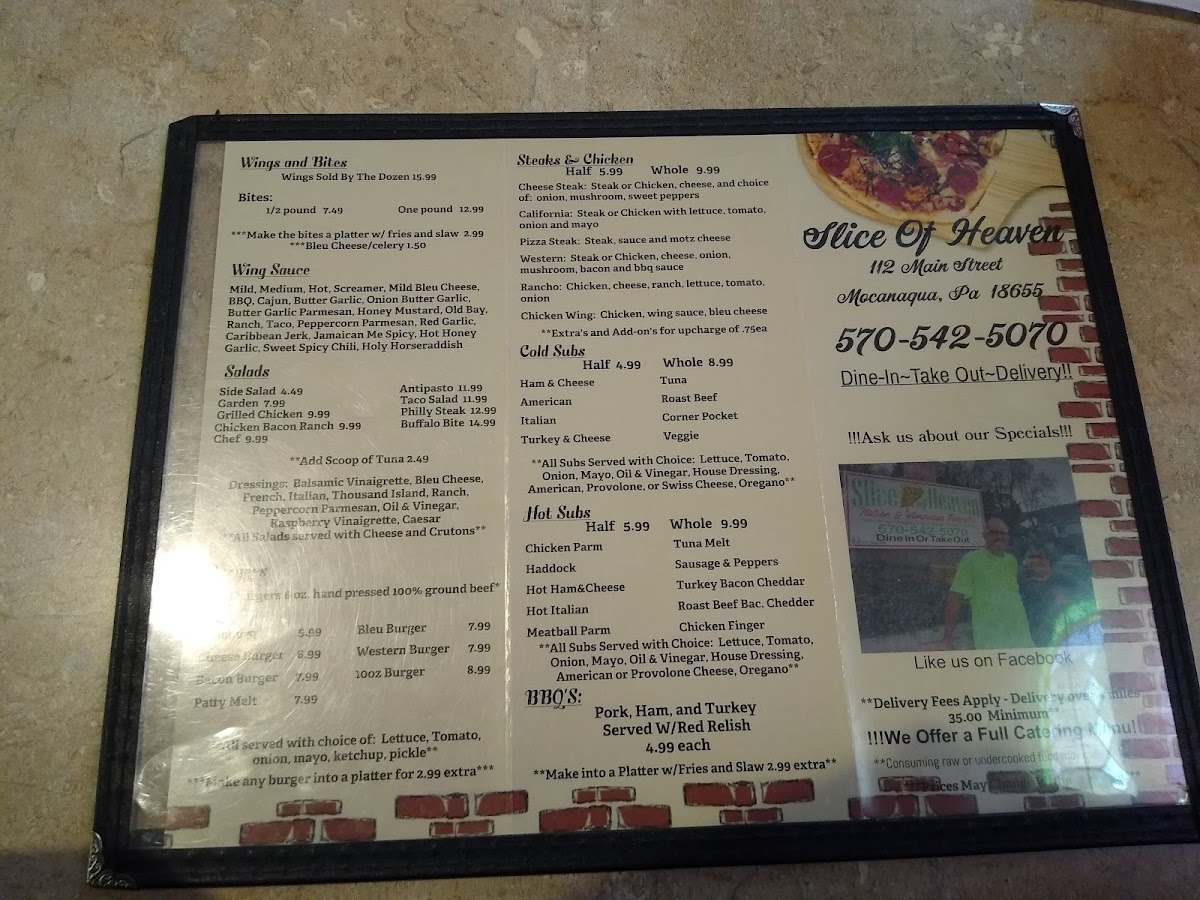 Wings and Bites
Wings Sold By The Dozen 15.99
Bites:
1/2 pound 7.49 One pound 12.99
***Make the bites a platter w/ fries and slaw 2.99
***Bleu Cheese/celery 1.50
Wing Sauce
Mild, Medium, Hot, Screamer, Mild Bleu Cheese,
BBQ, Cajun, Butter Garlic, Onion Butter Garlic,
Butter Garlic Parmesan, Honey Mustard, Old Bay,
Ranch, Taco, Peppercorn Parmesan, Red Garlic,
Caribbean Jerk, Jamaican Me Spicy, Hot Honey
Garlic, Sweet Spicy Chili, Holy Horseraddish
Salads
Side Salad 4.49
Garden 7.99
Grilled Chicken 9.99
Chicken Bacon Ranch 9.99
Chef 9.99
Antipasto 11.99
Taco Salad 11.99
Philly Steak 12.99
Buffalo Bite 14.99
**Add Scoop of Tuna 2.49
Dressings: Balsamic Vinaigrette, Bleu Cheese,
French, Italian, Thousand Island, Ranch,
Peppercorn Parmesan, Oil & Vinegar,
Raspberry Vinaigrette, Caesar
**All Salads served with Cheese and Crutons**
6 oz. hand pressed 100% ground beef*
5.99
Cheese Burger 6.99
Bacon Burger 7.99
Patty Melt 7.99
Bleu Burger 7.99
Western Burger 7.99
10oz Burger 8.99
**All served with choice of: Lettuce, Tomato,
onion, mayo, ketchup, pickle**
***Make any burger into a platter for 2.99 extra***
Steaks & Chicken
Half 5.99 Whole 9.99
Cheese Steak: Steak or Chicken, cheese, and choice
of: onion, mushroom, sweet peppers
California: Steak or Chicken with lettuce, tomato,
onion and mayo
Pizza Steak: Steak, sauce and motz cheese
Western: Steak or Chicken, cheese, onion,
mushroom, bacon and bbq sauce
Rancho: Chicken, cheese, ranch, lettuce, tomato,
onion
Chicken Wing: Chicken, wing sauce, bleu cheese
**Extra's and Add-on's for upcharge of .75ea
Cold Subs
Half 4.99 Whole 8.99
Ham & Cheese Tuna
American Roast Beef
Italian Corner Pocket
Turkey & Cheese Veggie
**All Subs Served with Choice: Lettuce, Tomato,
Onion, Mayo, Oil & Vinegar, House Dressing,
American, Provolone, or Swiss Cheese, Oregano**
Hot Subs
Half 5.99 Whole 9.99
Chicken Parm Tuna Melt
Haddock Sausage & Peppers
Hot Ham&Cheese Turkey Bacon Cheddar
Hot Italian Roast Beef Bac. Chedder
Meatball Parm Chicken Finger
**All Subs Served with Choice: Lettuce, Tomato,
Onion, Mayo, Oil & Vinegar, House Dressing,
American or Provolone Cheese, Oregano**
BBQ'S:
Pork, Ham, and Turkey
Served W/Red Relish
4.99 each
**Make into a Platter w/Fries and Slaw 2.99 extra**
Slice Of Heaven
112 Main Street
Mocanaqua, Pa 18655
570-542-5070
Dine-In~Take Out~Delivery!!
!!!Ask us about our Specials!!!
Slice Heaven
Italian & American
Dine In Or Take Out
Like us on Facebook
**Delivery Fees Apply - Delivery over miles
35.00 Minimum**
!!!We Offer a Full Catering Menu!!
**Consuming raw or undercooked food
Prices May